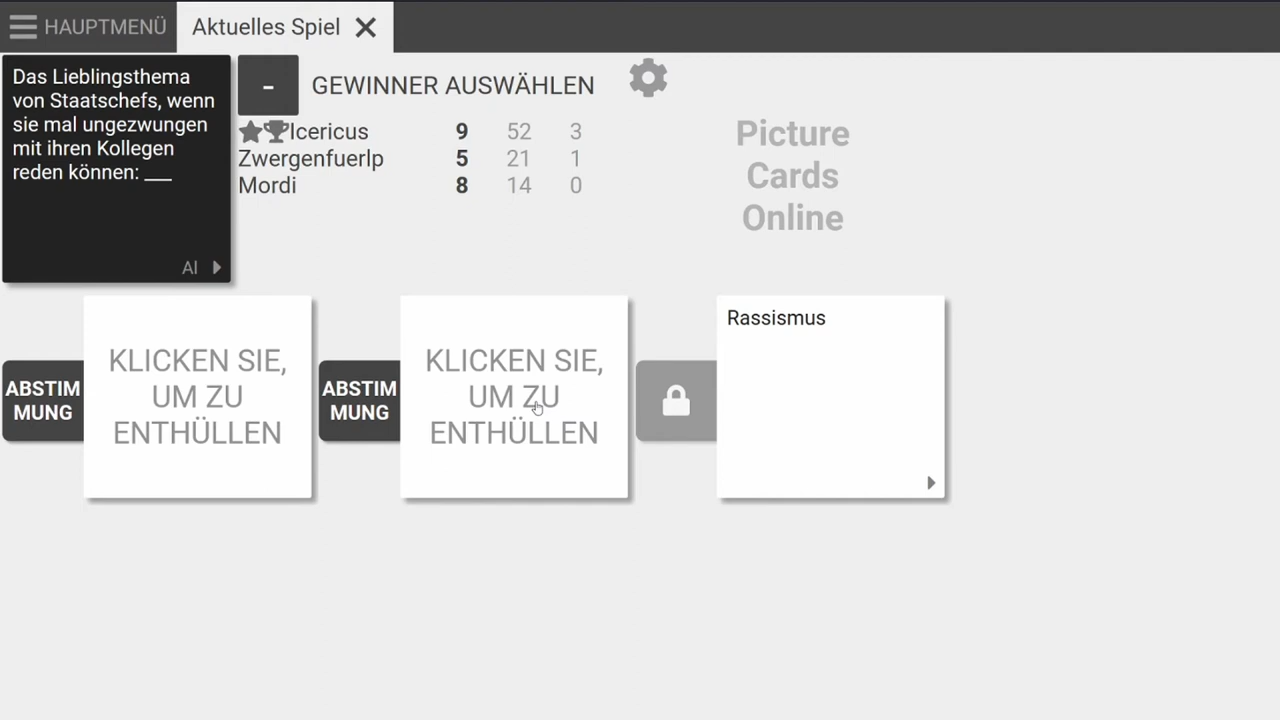 HAUPTMENÜ
Aktuelles Spiel
Das Lieblingsthema
von Staatschefs, wenn
sie mal ungezwungen
mit ihren Kollegen
reden können: ___
AI
-
GEWINNER AUSWÄHLEN
Icericus 9 52 3
Zwergenfuerlp 5 21 1
Mordi 8 14 0
Picture
Cards
Online
ABSTIM
MUNG
KLICKEN SIE,
UM ZU
ENTHÜLLEN
ABSTIM
MUNG
KLICKEN SIE,
UM ZU
ENTHÜLLEN
Rassismus